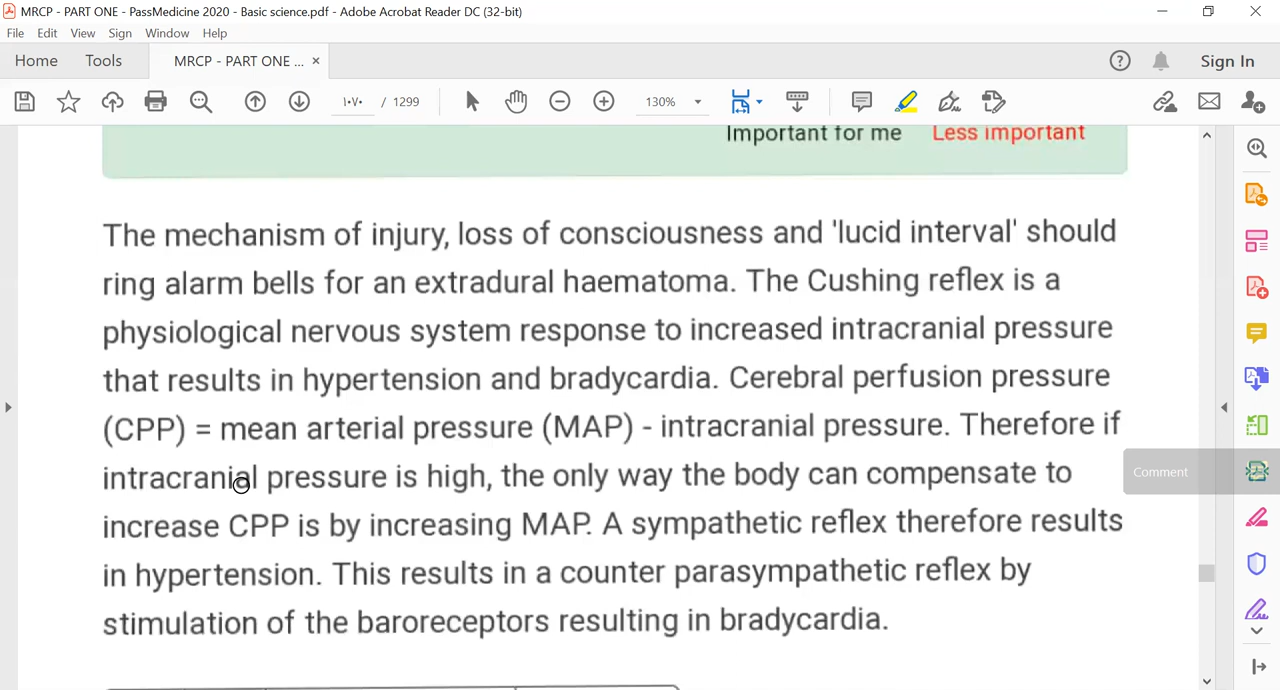 MRCP - PART ONE - PassMedicine 2020 - Basic science.pdf - Adobe Acrobat Reader DC (32-bit)
File Edit View Sign Window Help
Home Tools MRCP - PART ONE ... × Sign In
١٠٧٠ / 1299 130%
Important for me Less important
The mechanism of injury, loss of consciousness and 'lucid interval' should
ring alarm bells for an extradural haematoma. The Cushing reflex is a
physiological nervous system response to increased intracranial pressure
that results in hypertension and bradycardia. Cerebral perfusion pressure
(CPP) = mean arterial pressure (MAP) - intracranial pressure. Therefore if
intracranial pressure is high, the only way the body can compensate to
Comment
increase CPP is by increasing MAP. A sympathetic reflex therefore results
in hypertension. This results in a counter parasympathetic reflex by
stimulation of the baroreceptors resulting in bradycardia.